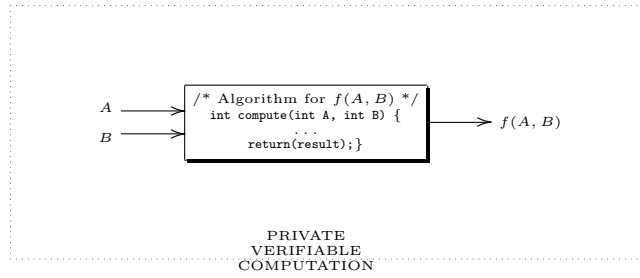 /* Algorithm for f(A, B) */
A
int compute(int A, int B) {
...
f(A, B)
B
return(result);}
PRIVATE
VERIFIABLE
COMPUTATION